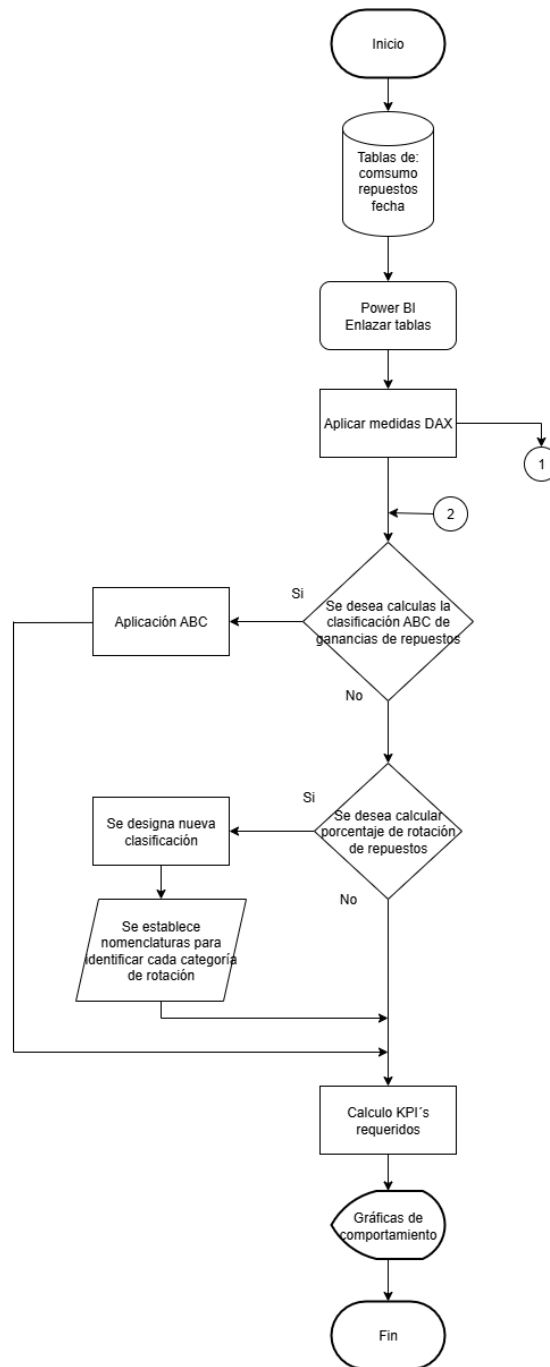 Inicio
Tablas de:
comsumo
repuestos
fecha
Power BI
Enlazar tablas
Aplicar medidas DAX
1
2
Si
Se desea calculas la
clasificación ABC de
ganancias de repuestos
Aplicación ABC
No
Si
Se desea calcular
porcentaje de rotación
de repuestos
Se designa nueva
clasificación
No
Se establece
nomenclaturas para
identificar cada categoría
de rotación
Calculo KPI´s
requeridos
Gráficas de
comportamiento
Fin